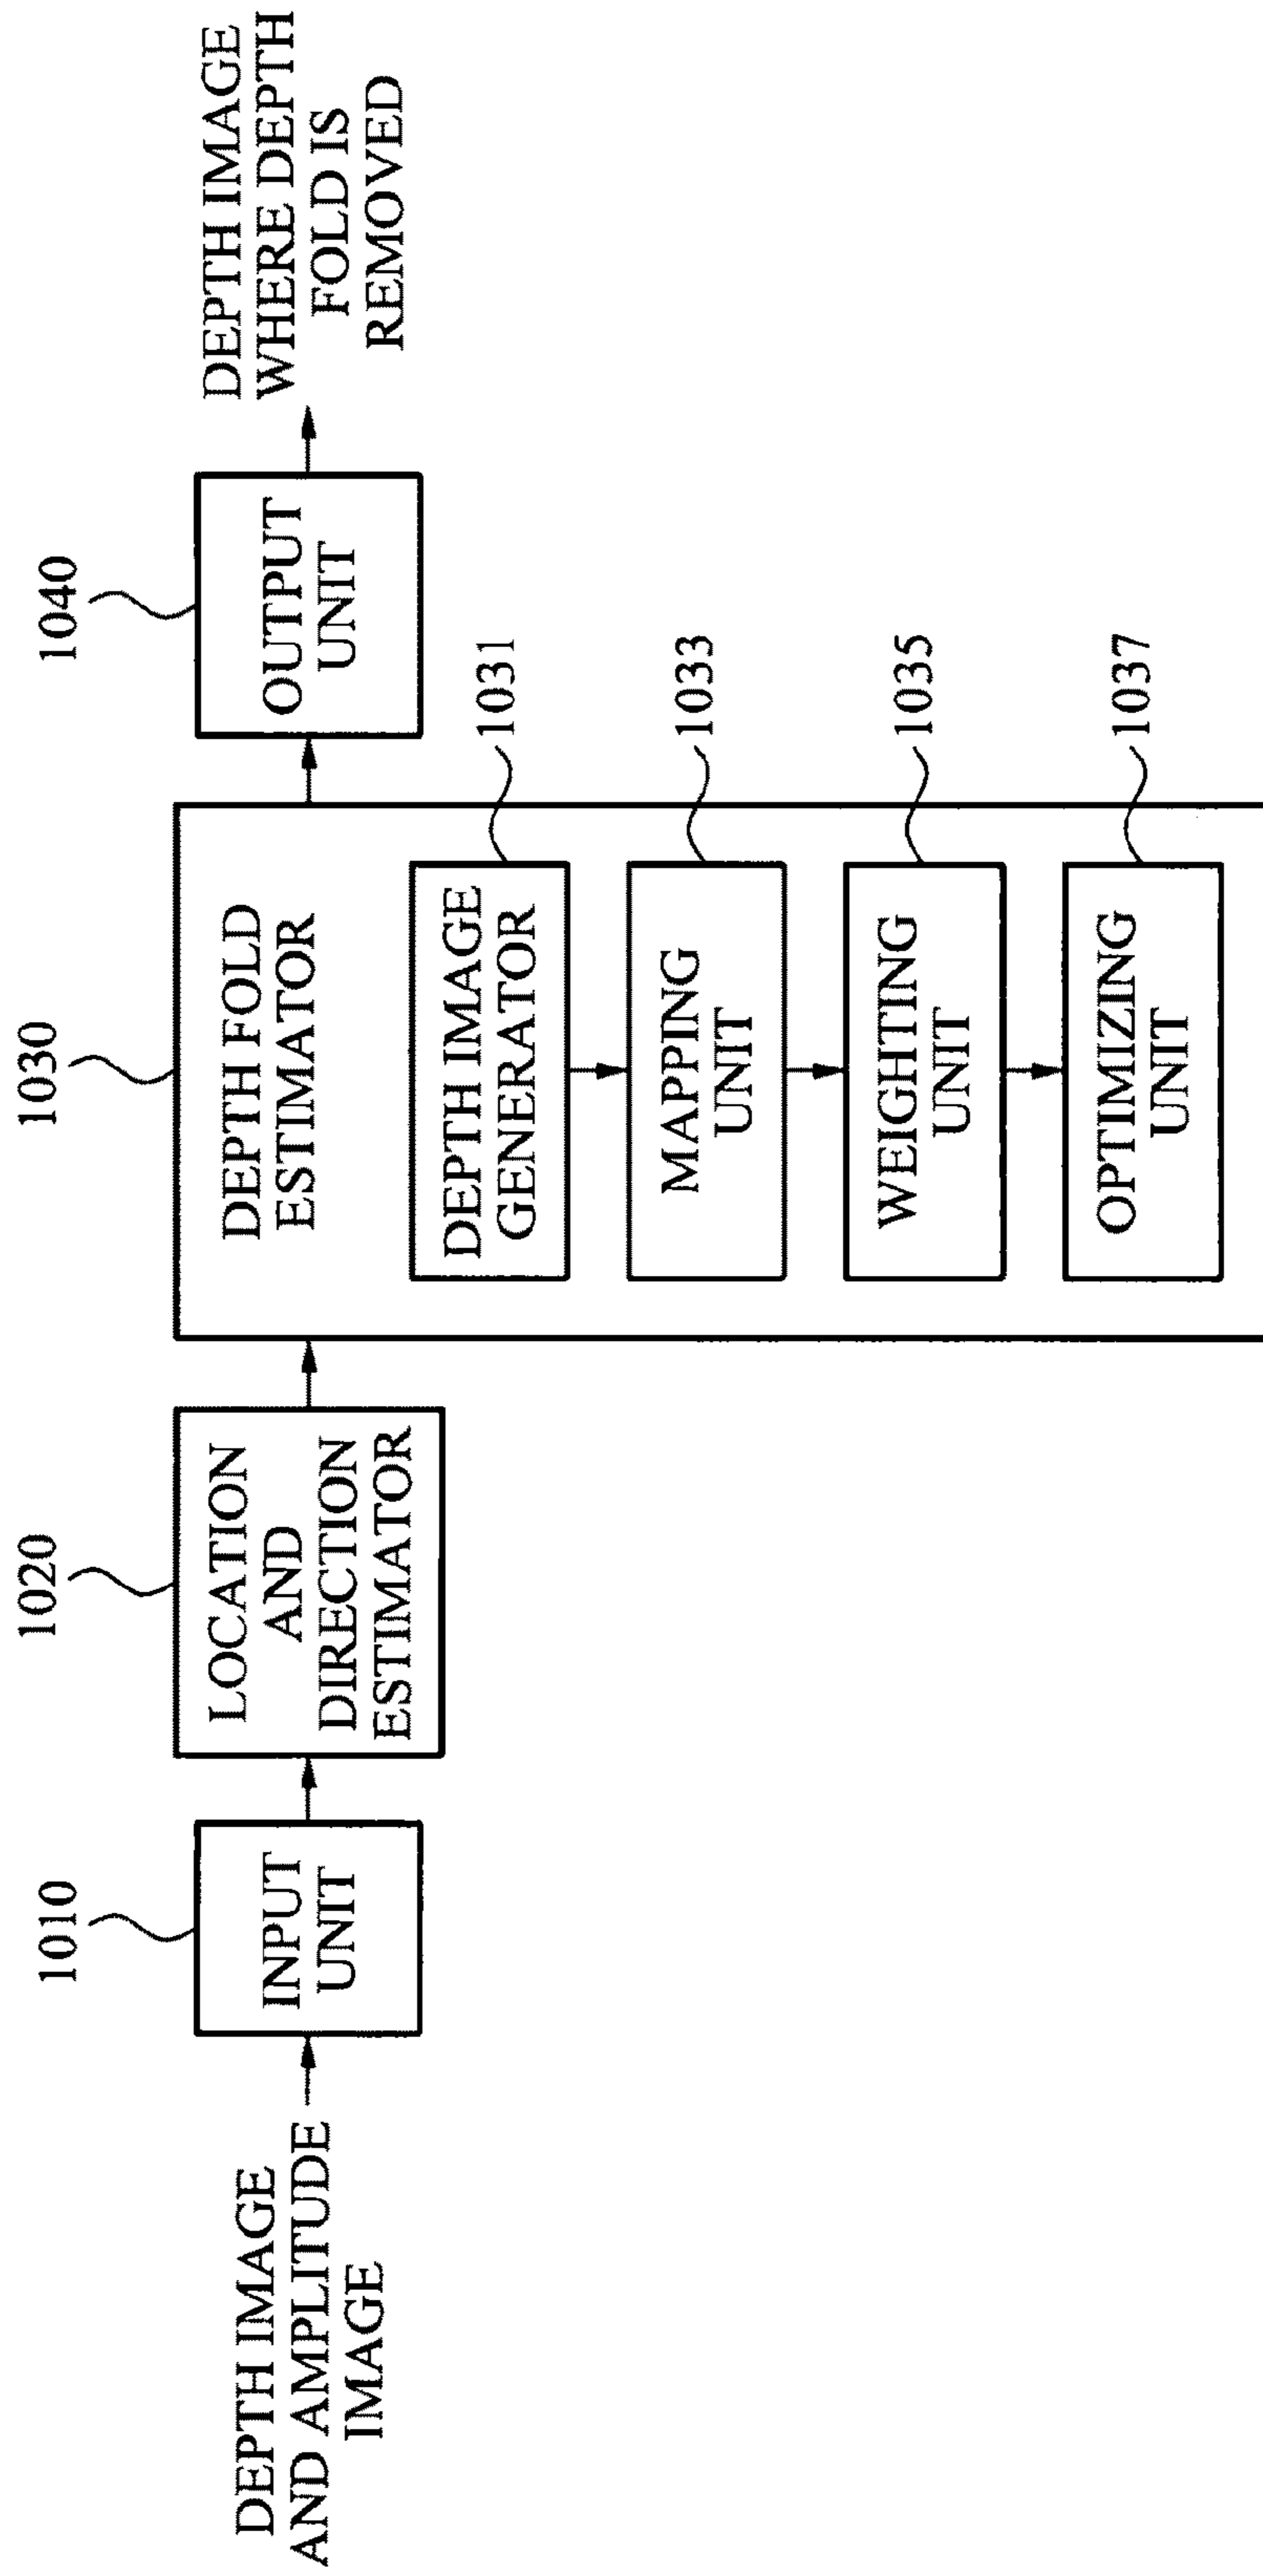 DEPTH IMAGE
AND AMPLITUDE
IMAGE
1010
INPUT
UNIT
1020
LOCATION
AND
DIRECTION
ESTIMATOR
1030
DEPTH FOLD
ESTIMATOR
DEPTH IMAGE
GENERATOR
1031
MAPPING
UNIT
1033
WEIGHTING
UNIT
1035
OPTIMIZING
UNIT
1037
1040
OUTPUT
UNIT
DEPTH IMAGE
WHERE DEPTH
FOLD IS
REMOVED